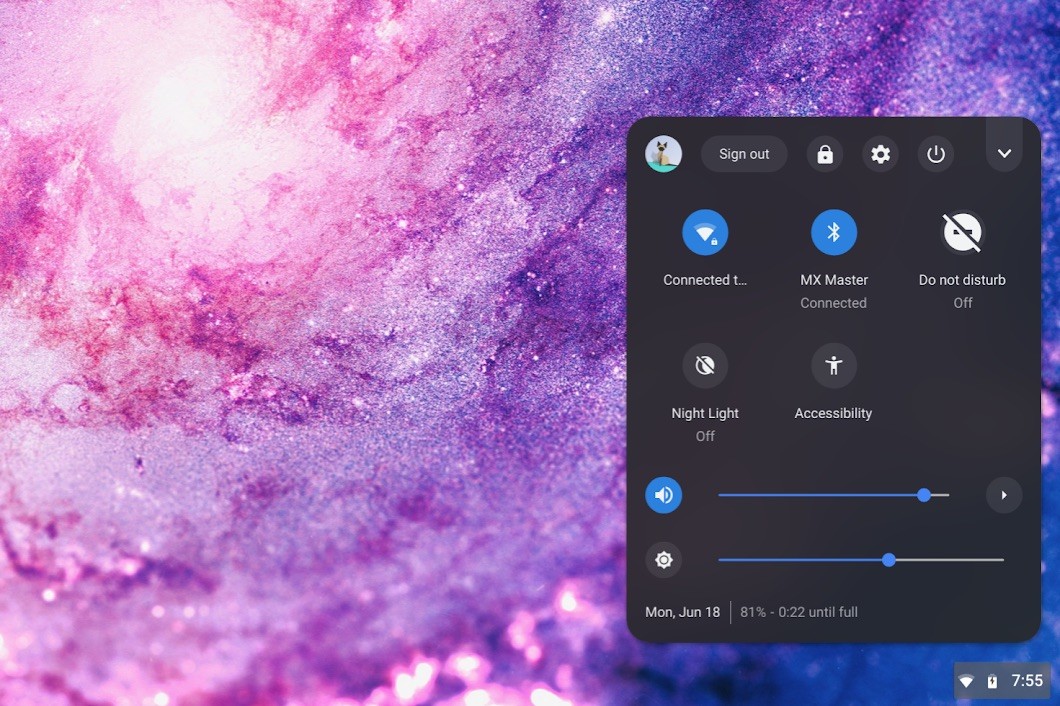 Sign out
Connected t...
MX Master
Do not disturb
Connected
Off
Night Light
Accessibility
Off
Mon, Jun 18 81% - 0:22 until full
7:55